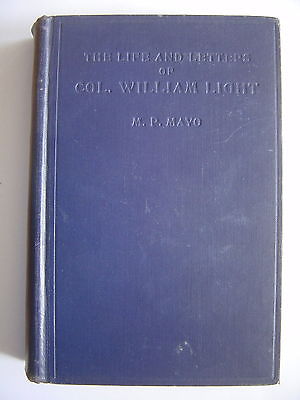 THE LIFE AND LETTERS
OF
COL. WILLIAM LIGHT
M. P. MAYO